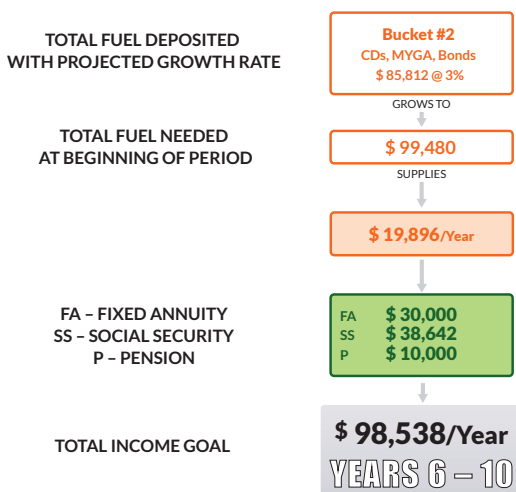 TOTAL FUEL DEPOSITED
WITH PROJECTED GROWTH RATE
Bucket #2
CDs, MYGA, Bonds
$ 85,812 @ 3%
GROWS TO
TOTAL FUEL NEEDED
AT BEGINNING OF PERIOD
$ 99,480
SUPPLIES
$ 19,896/Year
FA – FIXED ANNUITY
SS – SOCIAL SECURITY
P – PENSION
FA $ 30,000
SS $ 38,642
P $ 10,000
TOTAL INCOME GOAL
$ 98,538/Year
YEARS 6 – 10